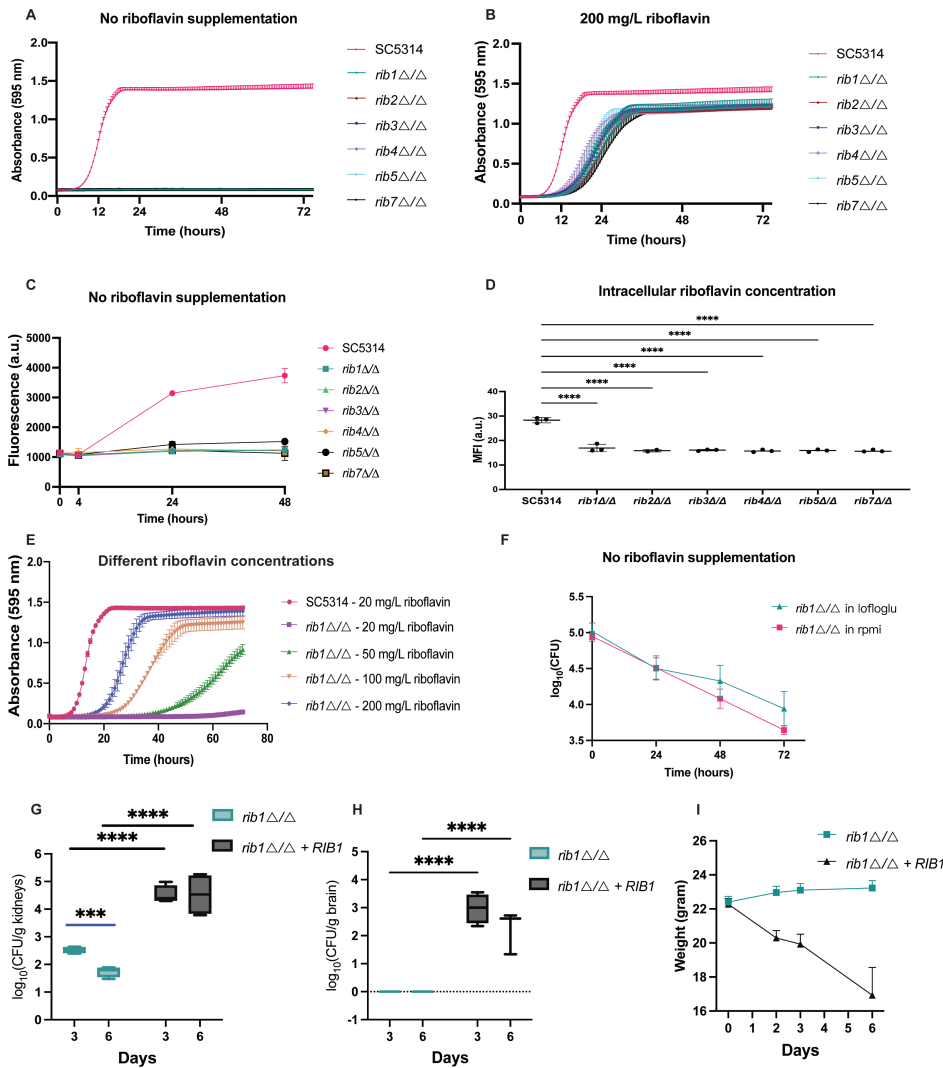 A
No riboflavin supplementation
Absorbance (595 nm)
2.0
1.5
1.0
0.5
0.0
0
12
24
48
72
Time (hours)
SC5314
rib1△/△
rib2△/△
rib3△/△
rib4△/△
rib5△/△
rib7△/△
B
200 mg/L riboflavin
Absorbance (595 nm)
2.0
1.5
1.0
0.5
0.0
0
12
24
48
72
Time (hours)
SC5314
rib1△/△
rib2△/△
rib3△/△
rib4△/△
rib5△/△
rib7△/△
C
No riboflavin supplementation
Fluorescence (a.u.)
5000
4000
3000
2000
1000
0
0
4
24
48
Time (hours)
SC5314
rib1Δ/Δ
rib2Δ/Δ
rib3Δ/Δ
rib4Δ/Δ
rib5Δ/Δ
rib7Δ/Δ
D
Intracellular riboflavin concentration
****
****
****
****
****
****
MFI (a.u.)
40
30
20
10
0
SC5314
rib1Δ/Δ
rib2Δ/Δ
rib3Δ/Δ
rib4Δ/Δ
rib5Δ/Δ
rib7Δ/Δ
E
Different riboflavin concentrations
Absorbance (595 nm)
2.0
1.5
1.0
0.5
0.0
0
20
40
60
80
Time (hours)
SC5314 - 20 mg/L riboflavin
rib1△/△ - 20 mg/L riboflavin
rib1△/△ - 50 mg/L riboflavin
rib1△/△ - 100 mg/L riboflavin
rib1△/△ - 200 mg/L riboflavin
F
No riboflavin supplementation
log10(CFU)
5.5
5.0
4.5
4.0
3.5
0
24
48
72
Time (hours)
rib1△/△ in lofloglu
rib1△/△ in rpmi
G
****
****
***
log10(CFU/g kidneys)
6
5
4
3
2
1
0
3
6
3
6
Days
rib1△/△
rib1△/△ + RIB1
H
****
****
log10(CFU/g brain)
6
5
4
3
2
1
0
-1
3
6
3
6
Days
rib1△/△
rib1△/△ + RIB1
I
Weight (gram)
26
24
22
20
18
16
0
1
2
3
4
5
6
Days
rib1△/△
rib1△/△ + RIB1